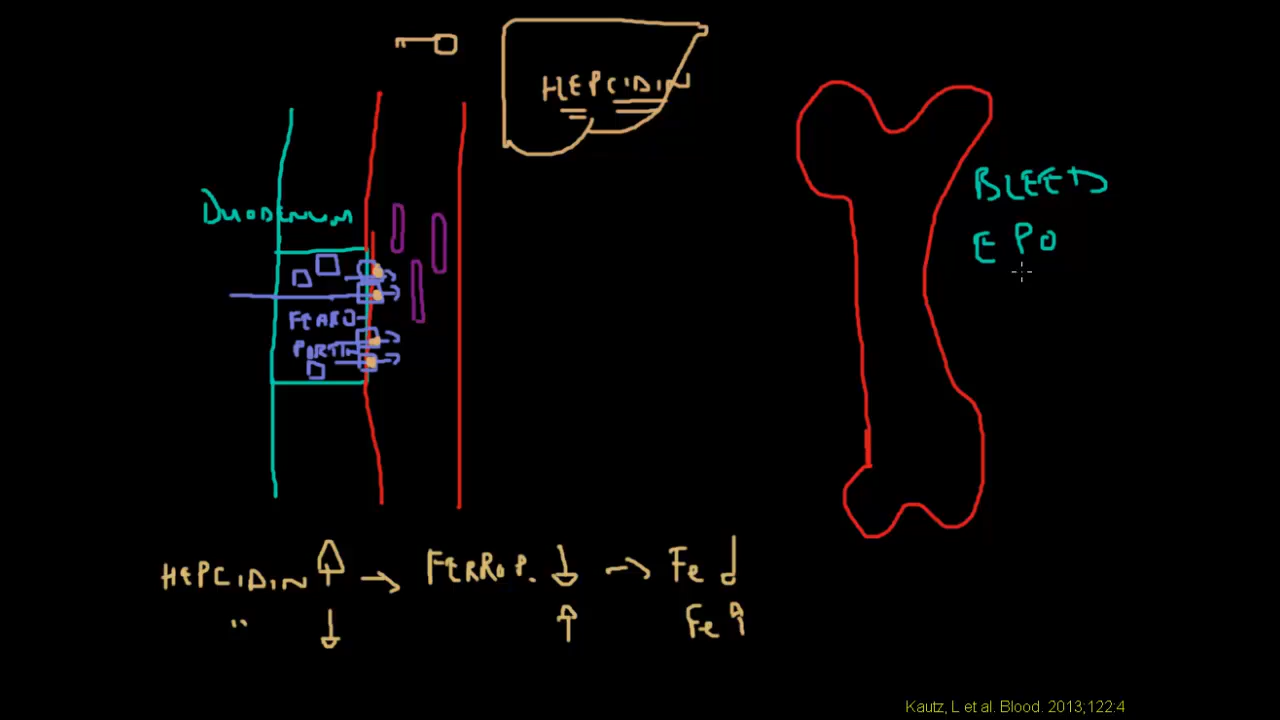 HEPCIDIN
DUODENUM
BLEED
EPO
FERRO-
PORTIN
HEPCIDIN → FERROP. → Fe
" Fe
Kautz, L et al. Blood. 2013;122:4